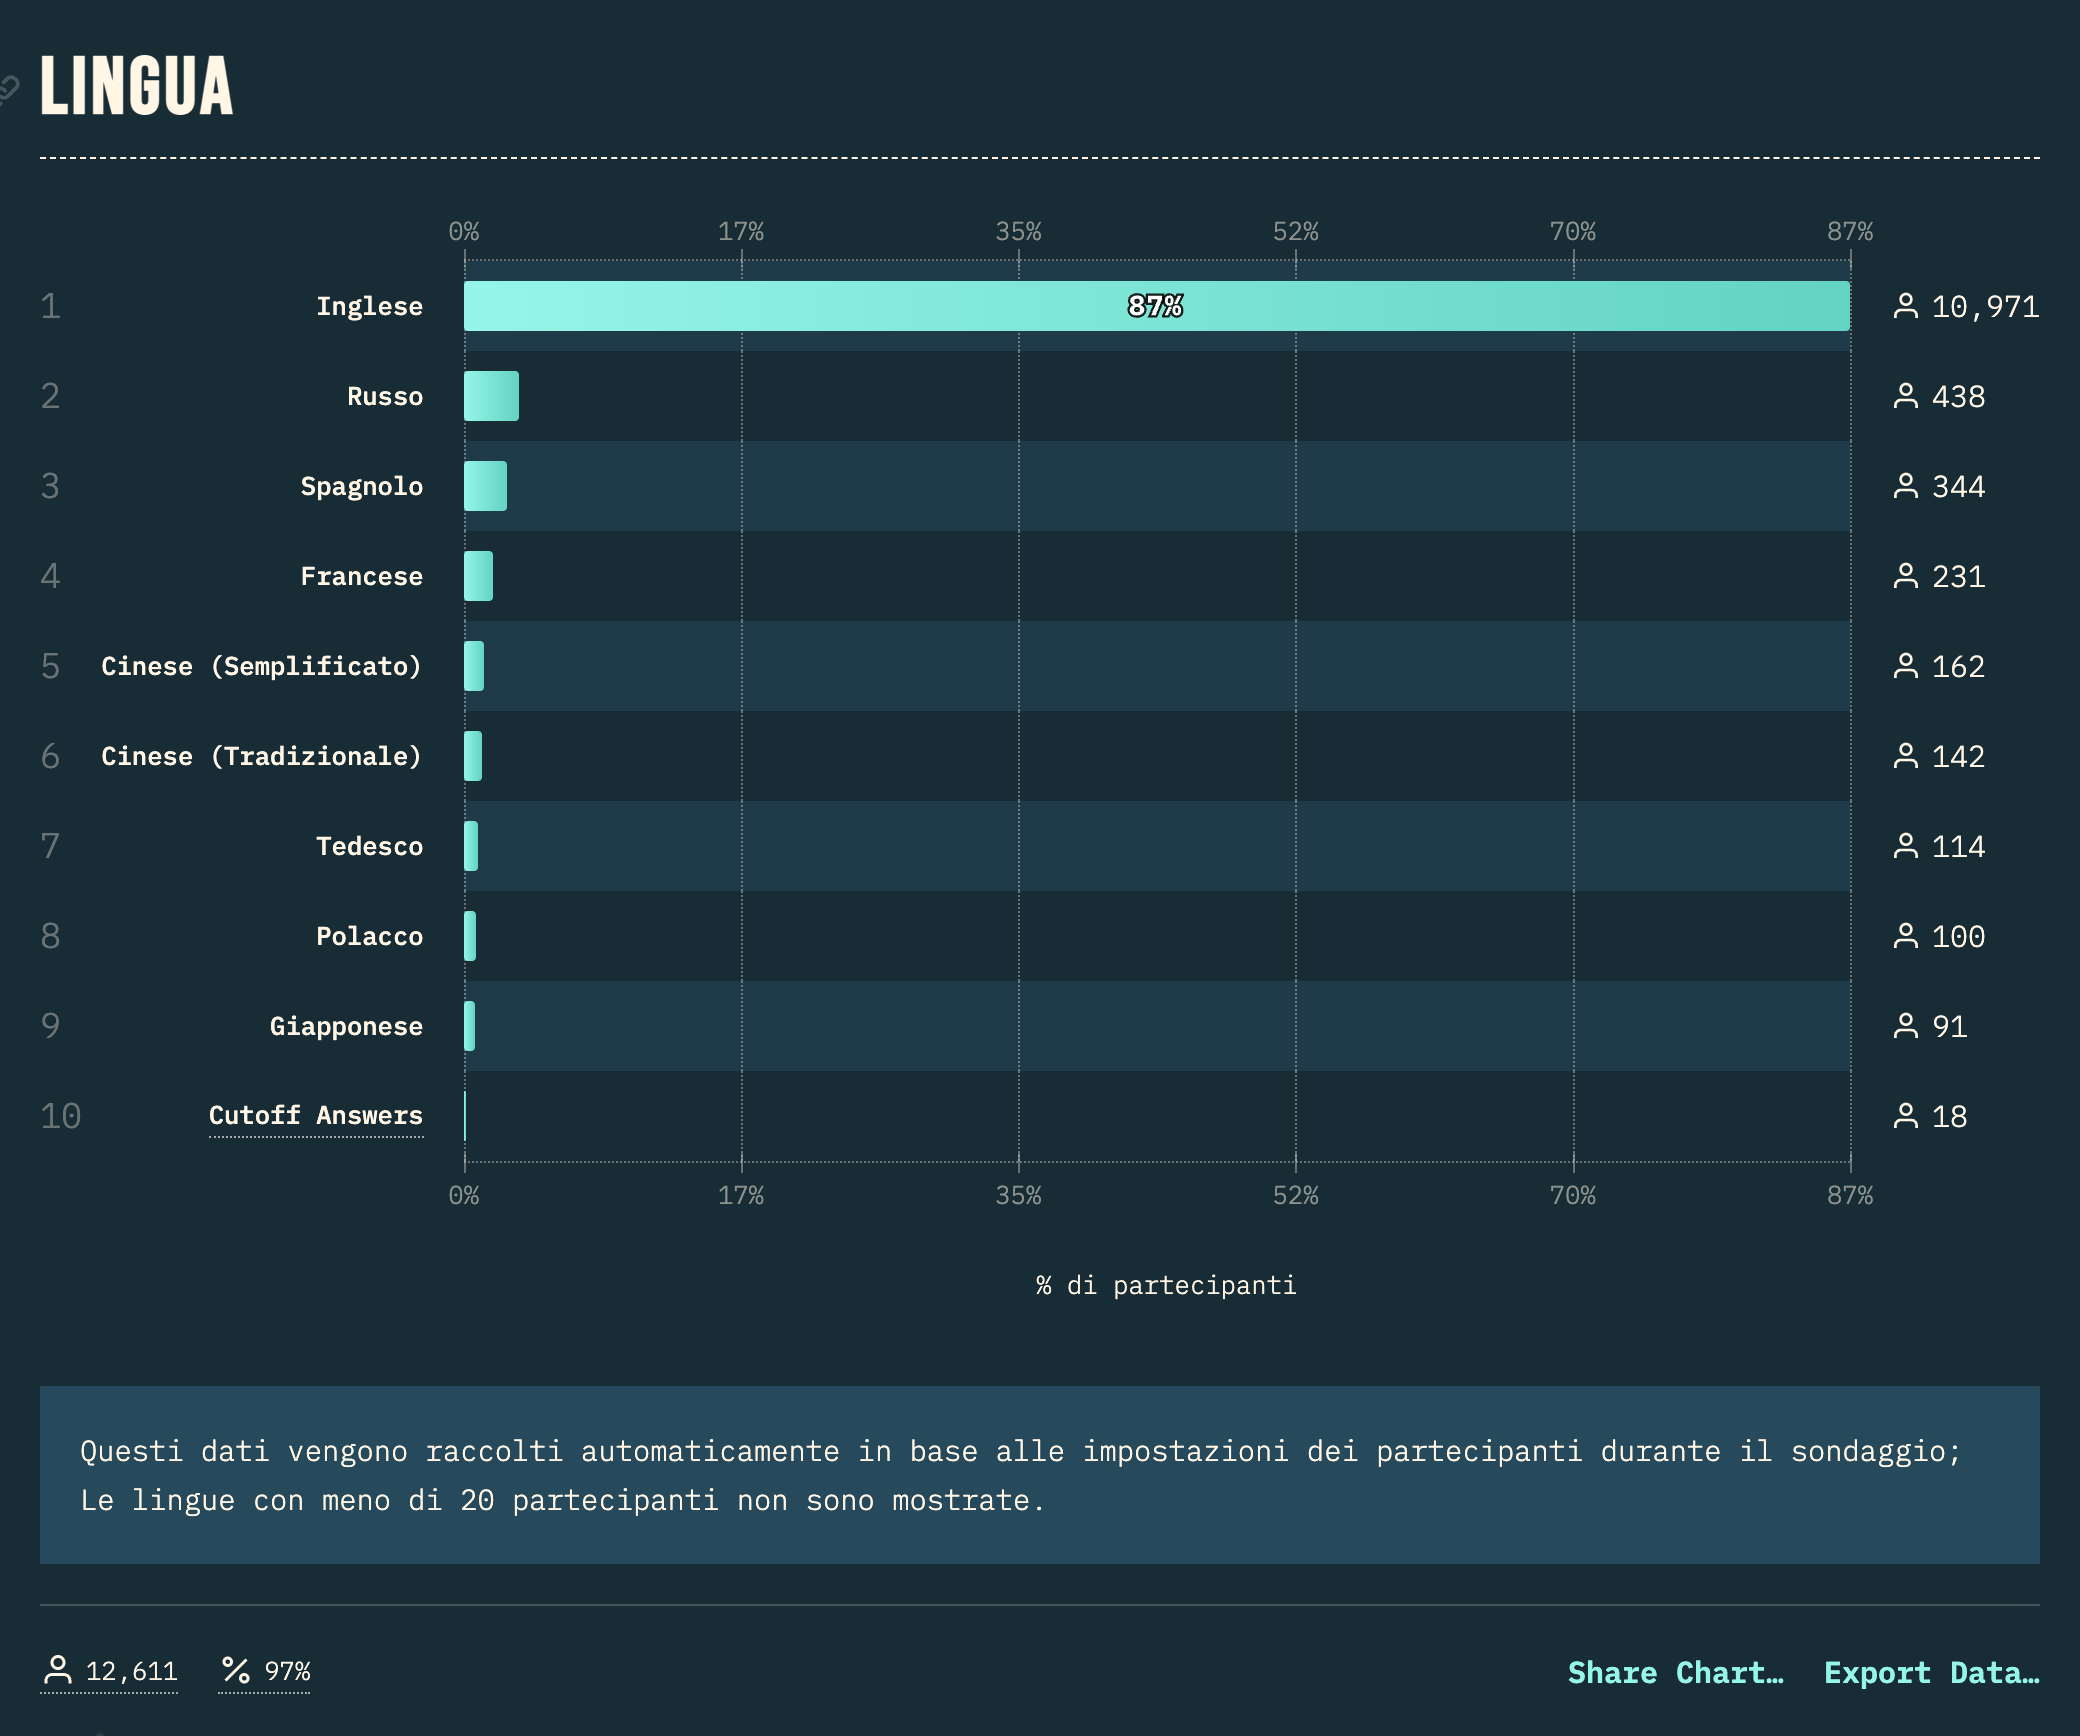 LINGUA
0% 17% 35% 52% 70% 87%
1 Inglese 87% 10,971
2 Russo 438
3 Spagnolo 344
4 Francese 231
5 Cinese (Semplificato) 162
6 Cinese (Tradizionale) 142
7 Tedesco 114
8 Polacco 100
9 Giapponese 91
10 Cutoff Answers 18
0% 17% 35% 52% 70% 87%
% di partecipanti
Questi dati vengono raccolti automaticamente in base alle impostazioni dei partecipanti durante il sondaggio;
Le lingue con meno di 20 partecipanti non sono mostrate.
12,611 % 97% Share Chart… Export Data…